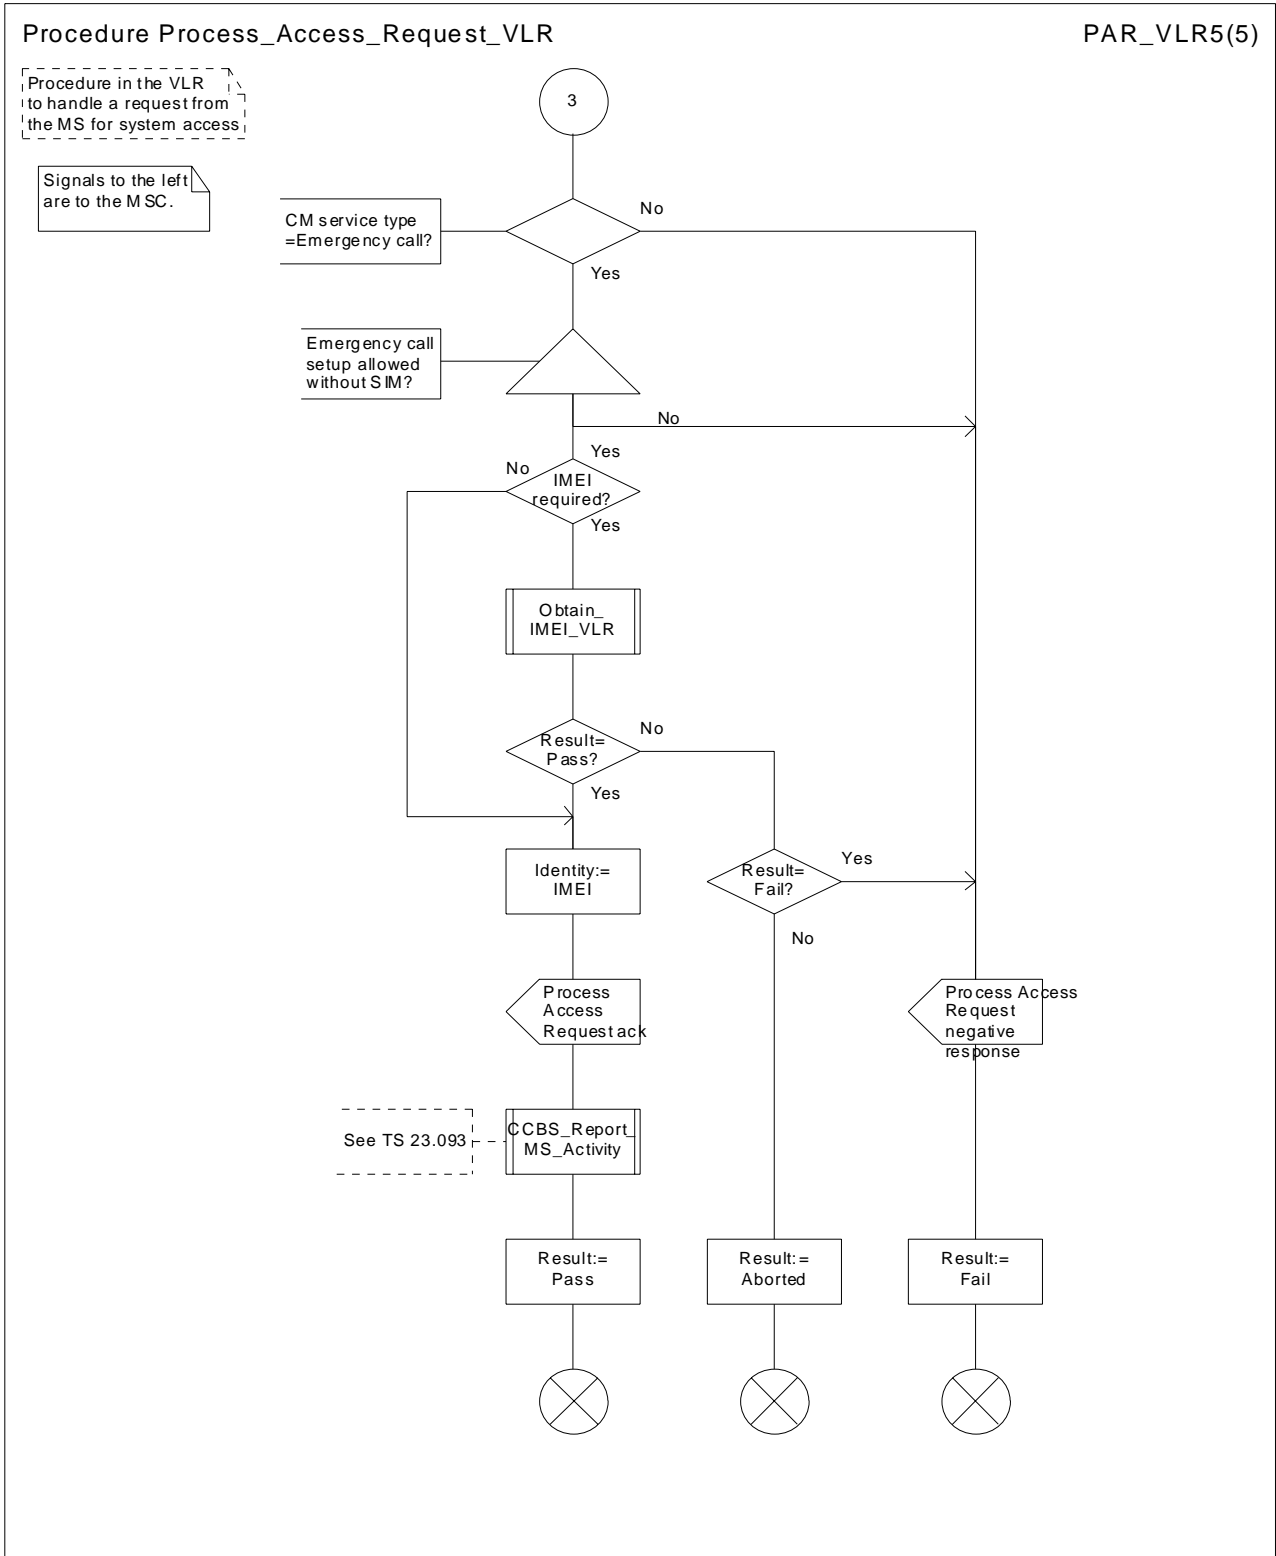 Procedure Process_Access_Request_VLR
PAR_VLR5(5)
Procedure in the VLR
to handle a request from
the MS for system access
Signals to the left
are to the MSC.
3
CM service type
=Emergency call?
No
Yes
Emergency call
setup allowed
without SIM?
No
Yes
No
IMEI
required?
Yes
Obtain_
IMEI_VLR
Result=
Pass?
No
Yes
Identity:=
IMEI
Result=
Fail?
Yes
No
Process
Access
Request ack
Process Access
Request
negative
response
See TS 23.093
CCBS_Report_
MS_Activity
Result:=
Pass
Result:=
Aborted
Result:=
Fail